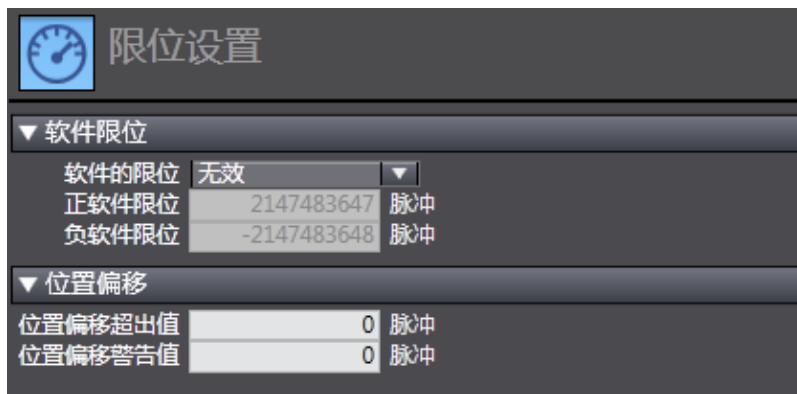 限位设置
▼ 软件限位
软件的限位 无效 ▼
正软件限位 2147483647 脉冲
负软件限位 -2147483648 脉冲
▼ 位置偏移
位置偏移超出值 0 脉冲
位置偏移警告值 0 脉冲